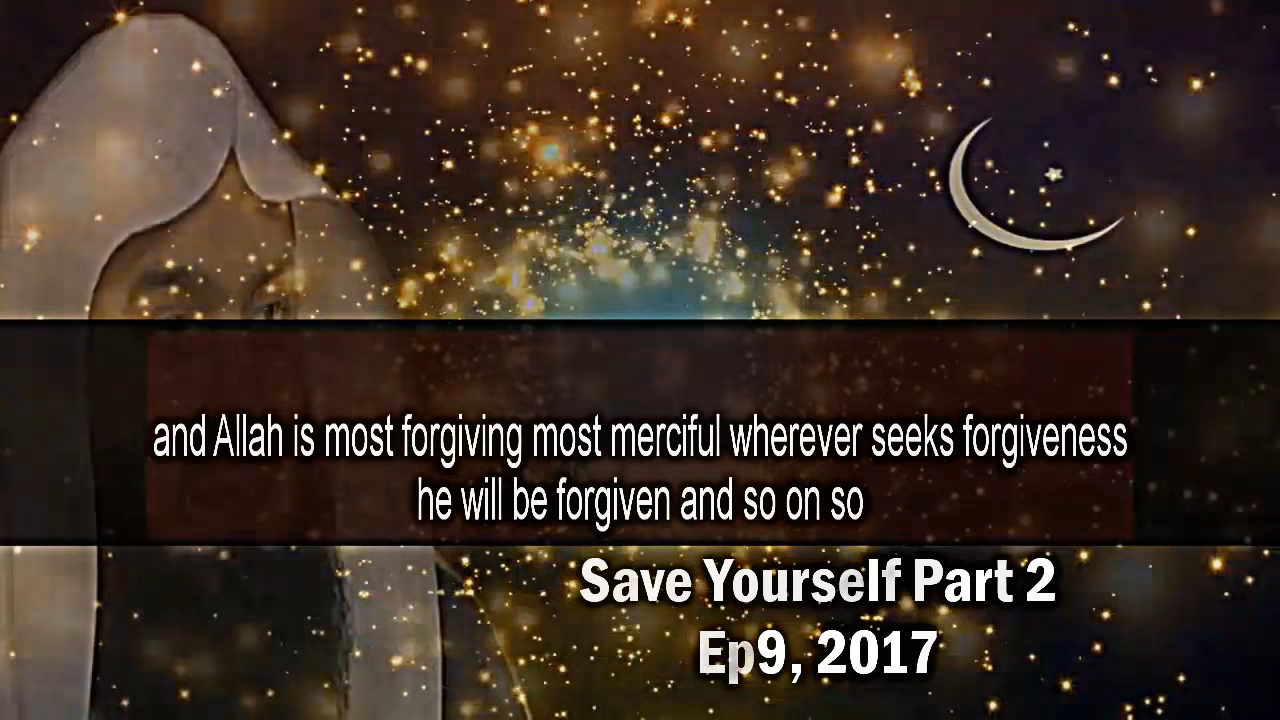 and Allah is most forgiving most merciful wherever seeks forgiveness
he will be forgiven and so on so
Save Yourself Part 2
Ep9, 2017